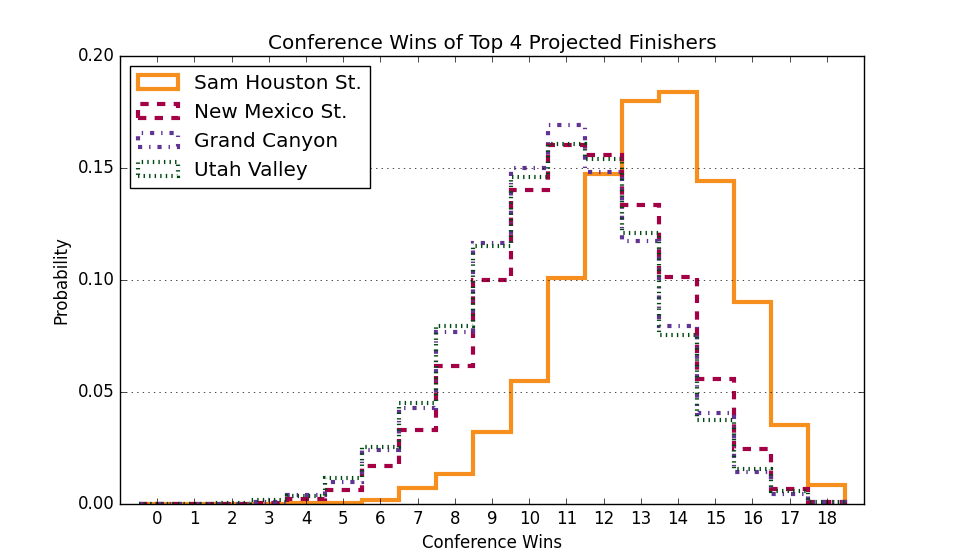 Conference Wins of Top 4 Projected Finishers
0.20
0.15
0.10
0.05
0.00
Probability
Sam Houston St.
New Mexico St.
Grand Canyon
Utah Valley
0 1 2 3 4 5 6 7 8 9 10 11 12 13 14 15 16 17 18
Conference Wins